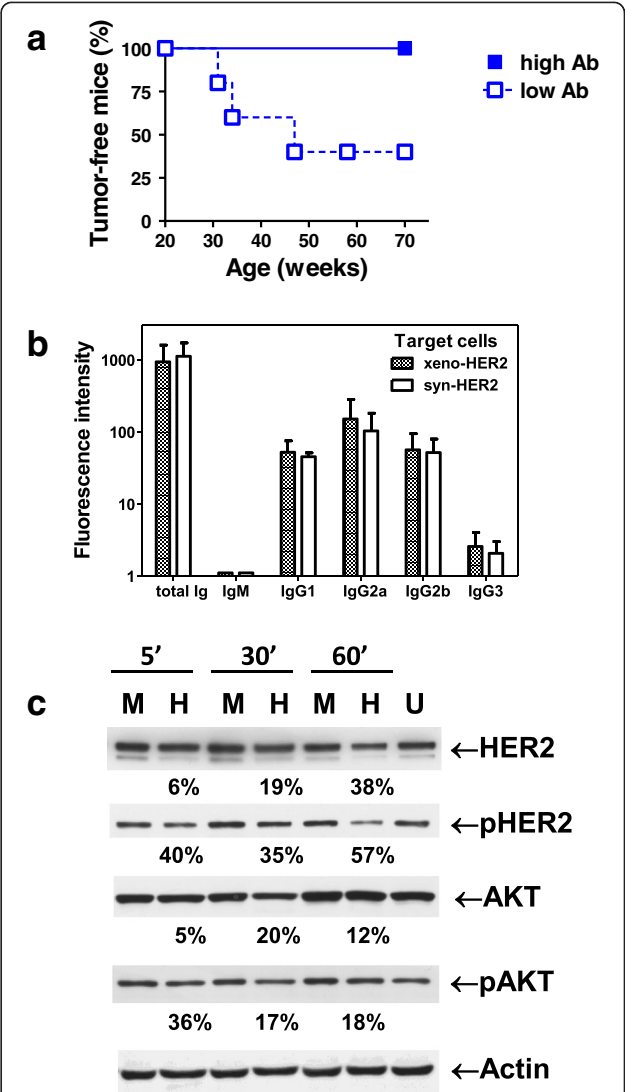 a
Tumor-free mice (%)
100
75
50
25
0
20 30 40 50 60 70
Age (weeks)
high Ab
low Ab
b
Fluorescence intensity
1000
100
10
1
Target cells
xeno-HER2
syn-HER2
total Ig IgM IgG1 IgG2a IgG2b IgG3
c
5’ 30’ 60’
M H M H M H U
←HER2
6% 19% 38%
←pHER2
40% 35% 57%
←AKT
5% 20% 12%
←pAKT
36% 17% 18%
←Actin